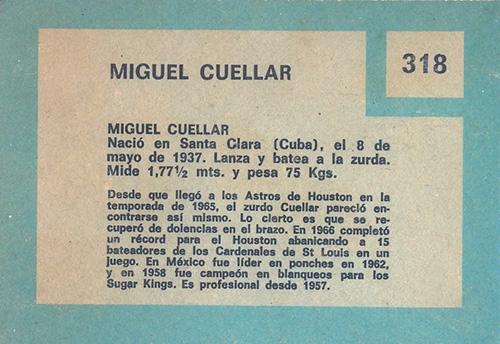 318
MIGUEL CUELLAR
MIGUEL CUELLAR
Nació en Santa Clara (Cuba), el 8 de
mayo de 1937. Lanza y batea a la zurda.
Mide 1,77½ mts. y pesa 75 Kgs.
Desde que llegó a los Astros de Houston en la
temporada de 1965, el zurdo Cuellar pareció en-
contrarse así mismo. Lo cierto es que se re-
cuperó de dolencias en el brazo. En 1966 completó
un récord para el Houston abanicando a 15
bateadores de los Cardenales de St Louis en un
juego. En México fue líder en ponches en 1962,
y en 1958 fue campeón en blanqueos para los
Sugar Kings. Es profesional desde 1957.